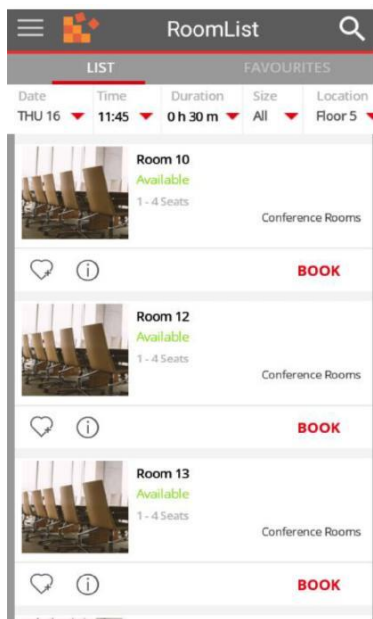 RoomList
LIST FAVOURITES
Date Time Duration Size Location
THU 16 11:45 0 h 30 m All Floor 5
Room 10
Available
1 - 4 Seats
Conference Rooms
BOOK
Room 12
Available
1 - 4 Seats
Conference Rooms
BOOK
Room 13
Available
1 - 4 Seats
Conference Rooms
BOOK